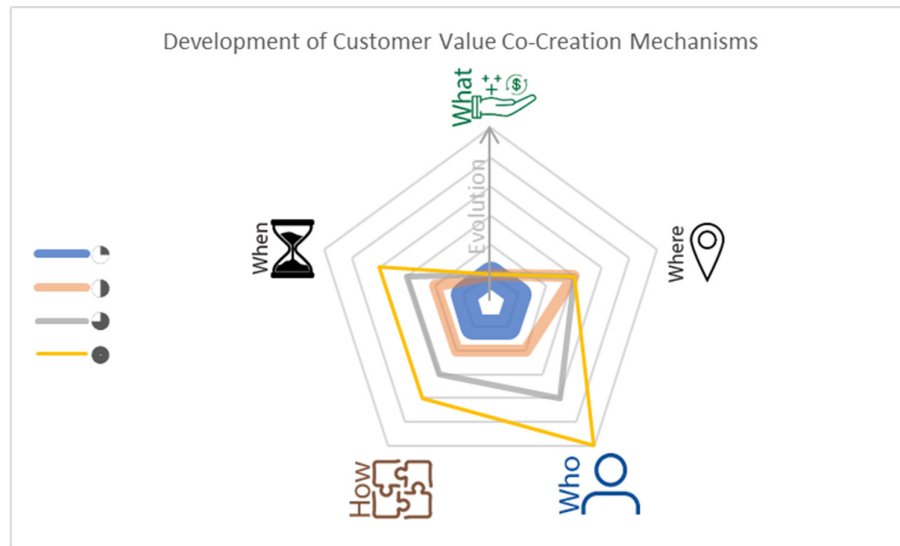 Development of Customer Value Co-Creation Mechanisms
What
$
Evolution
When
Where
How
Who